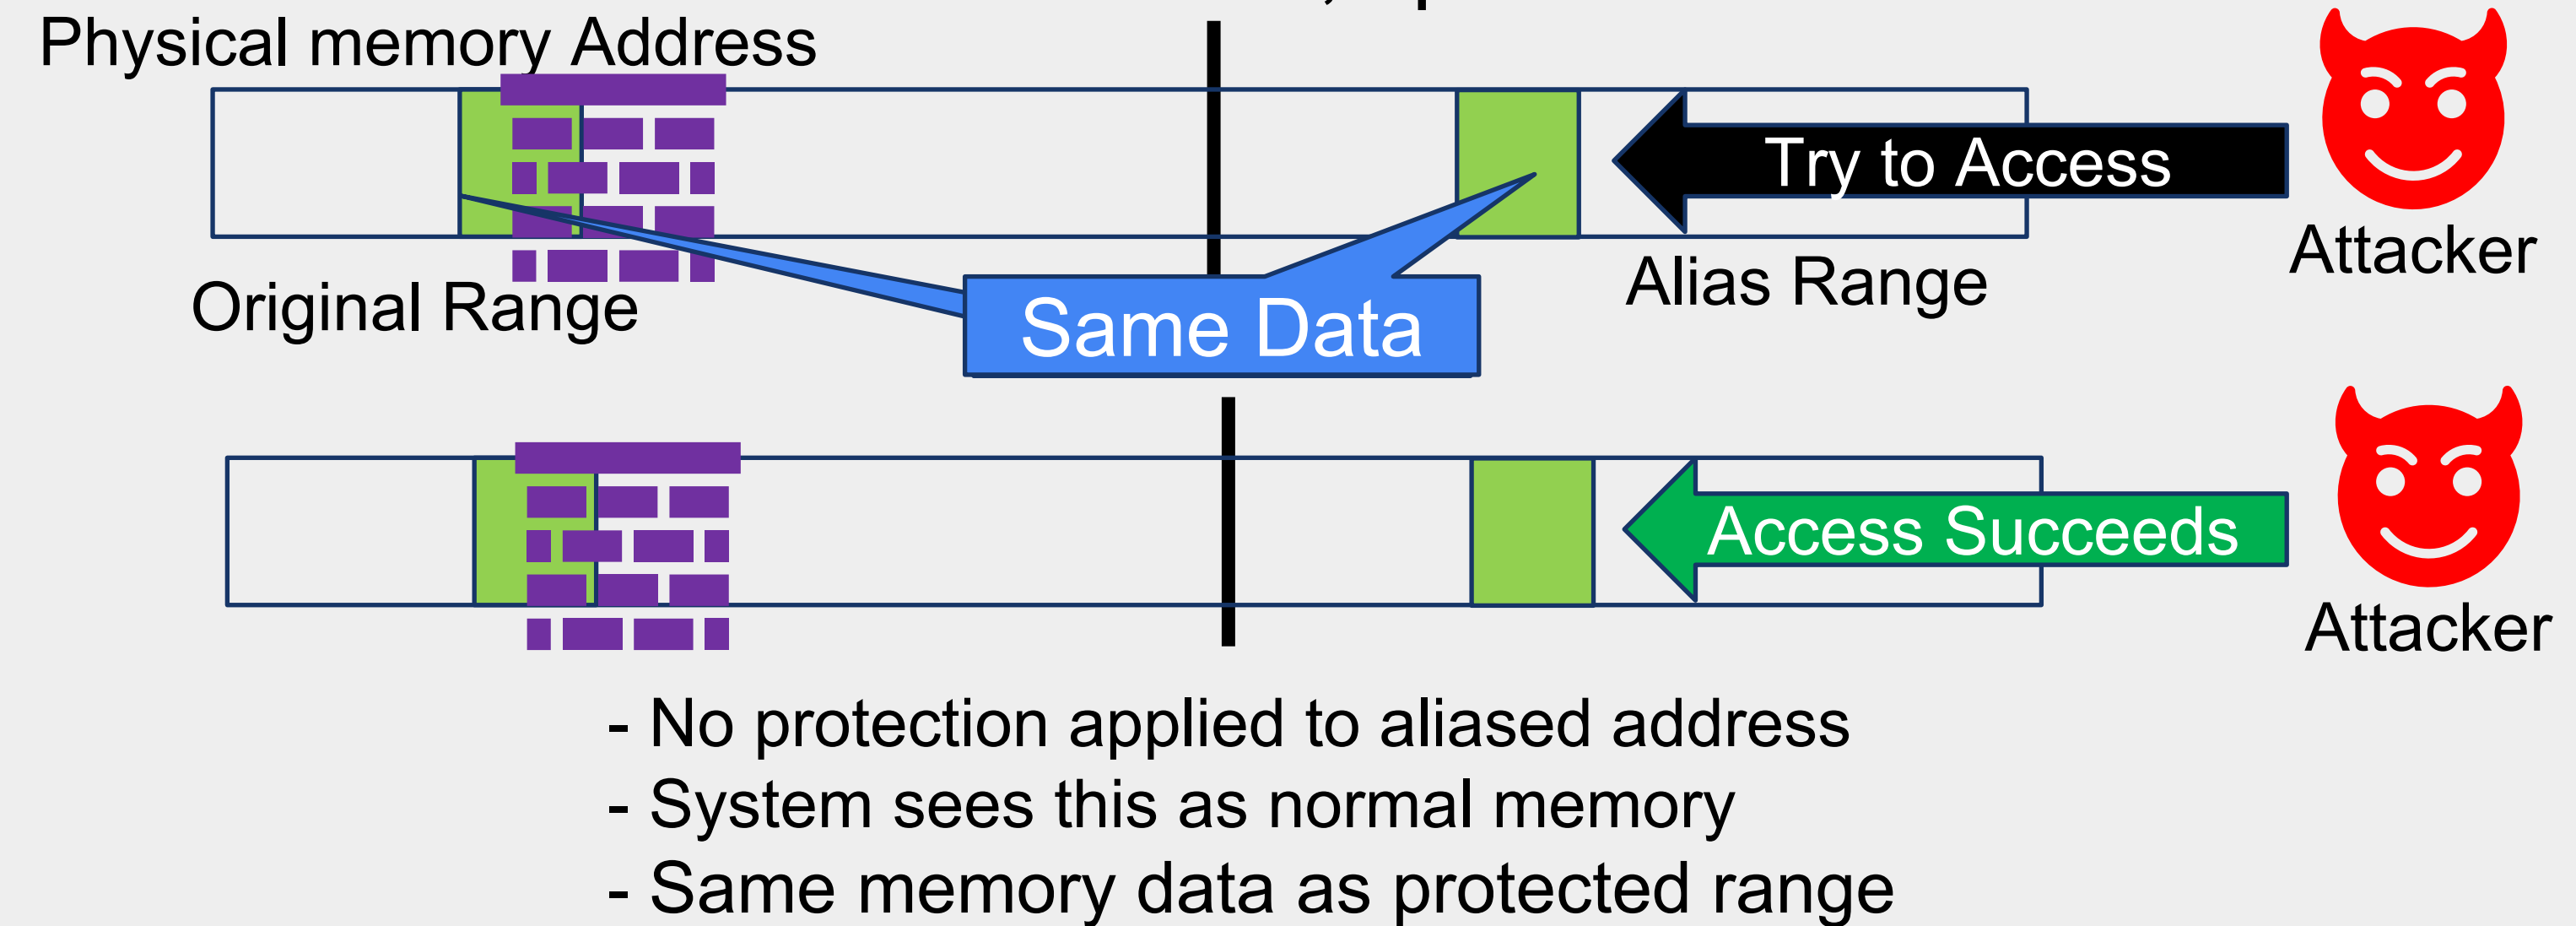 Physical memory Address
Try to Access
Attacker
Original Range
Same Data
Alias Range
Access Succeeds
Attacker
- No protection applied to aliased address
- System sees this as normal memory
- Same memory data as protected range